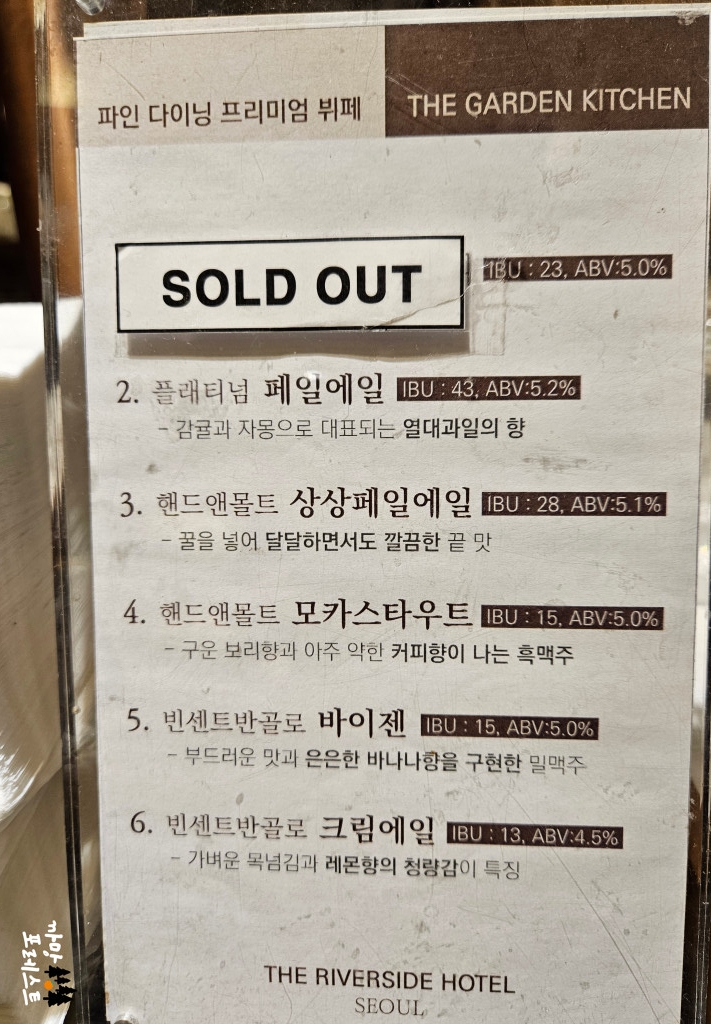 파인 다이닝 프리미엄 뷔페
THE GARDEN KITCHEN
SOLD OUT
IBU : 23, ABV:5.0%
2. 플래티넘 페일에일 IBU : 43, ABV:5.2%
- 감귤과 자몽으로 대표되는 열대과일의 향
3. 핸드앤몰트 상상페일에일 IBU : 28, ABV:5.1%
- 꿀을 넣어 달달하면서도 깔끔한 끝 맛
4. 핸드앤몰트 모카스타우트 IBU : 15, ABV:5.0%
- 구운 보리향과 아주 약한 커피향이 나는 흑맥주
5. 빈센트반골로 바이젠 IBU : 15, ABV:5.0%
- 부드러운 맛과 은은한 바나나향을 구현한 밀맥주
6. 빈센트반골로 크림에일 IBU : 13, ABV:4.5%
- 가벼운 목넘김과 레몬향의 청량감이 특징
THE RIVERSIDE HOTEL
SEOUL
까망
포레스트